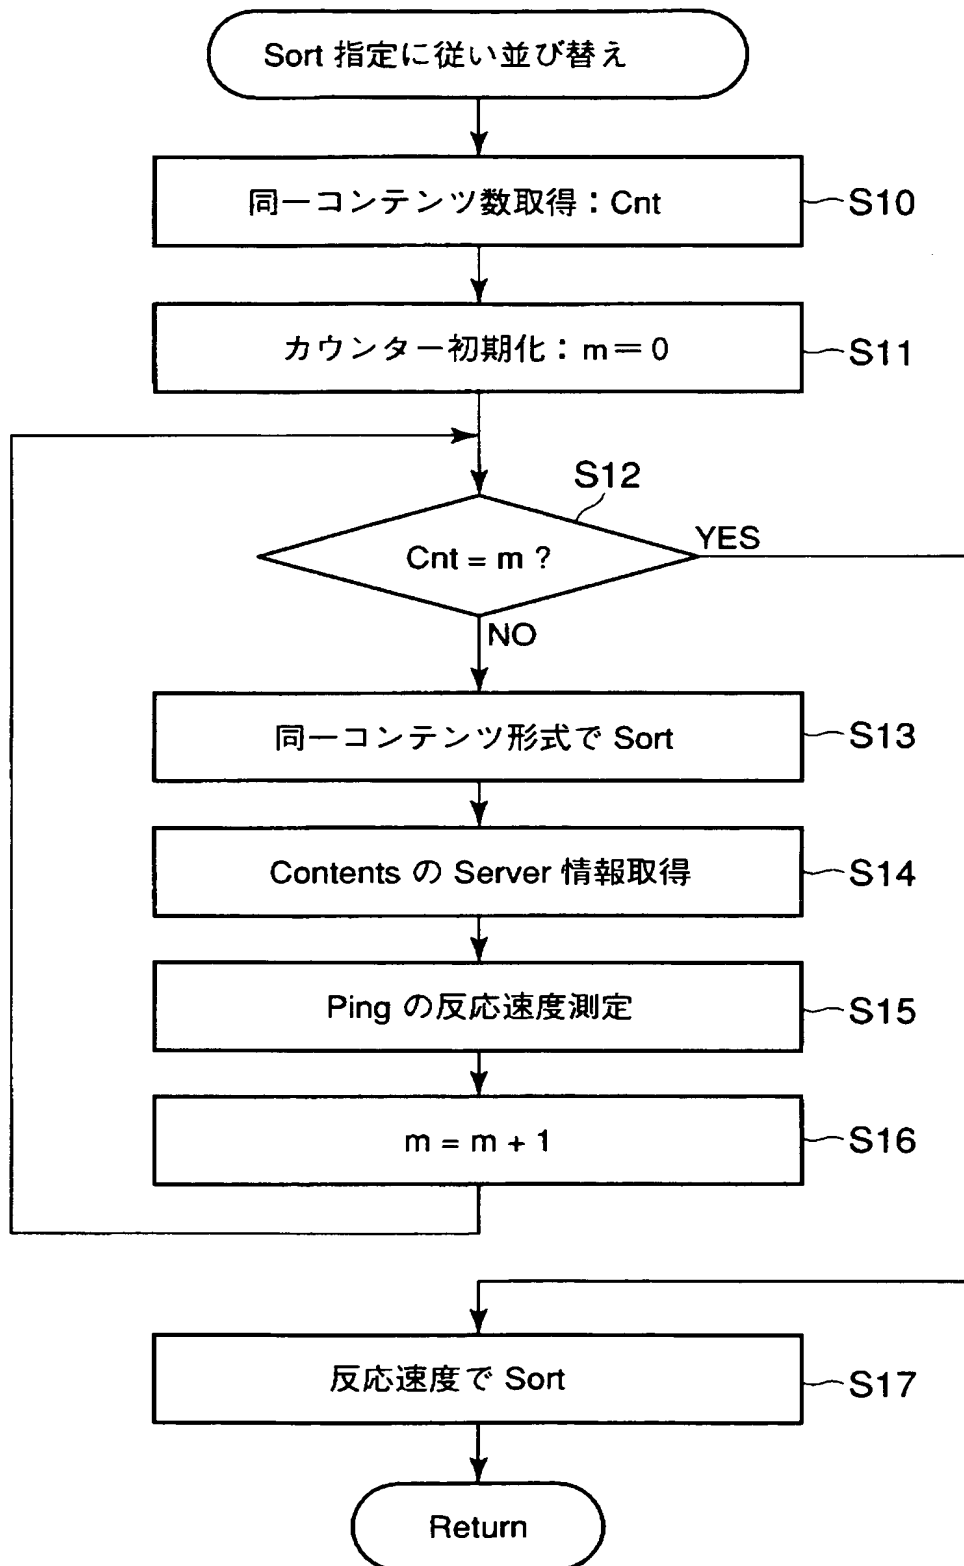 Sort 指定に従い並び替え
同一コンテンツ数取得：Cnt
S10
カウンター初期化：m＝0
S11
S12
Cnt = m ?
YES
NO
同一コンテンツ形式で Sort
S13
Contents の Server 情報取得
S14
Ping の反応速度測定
S15
m = m + 1
S16
反応速度で Sort
S17
Return